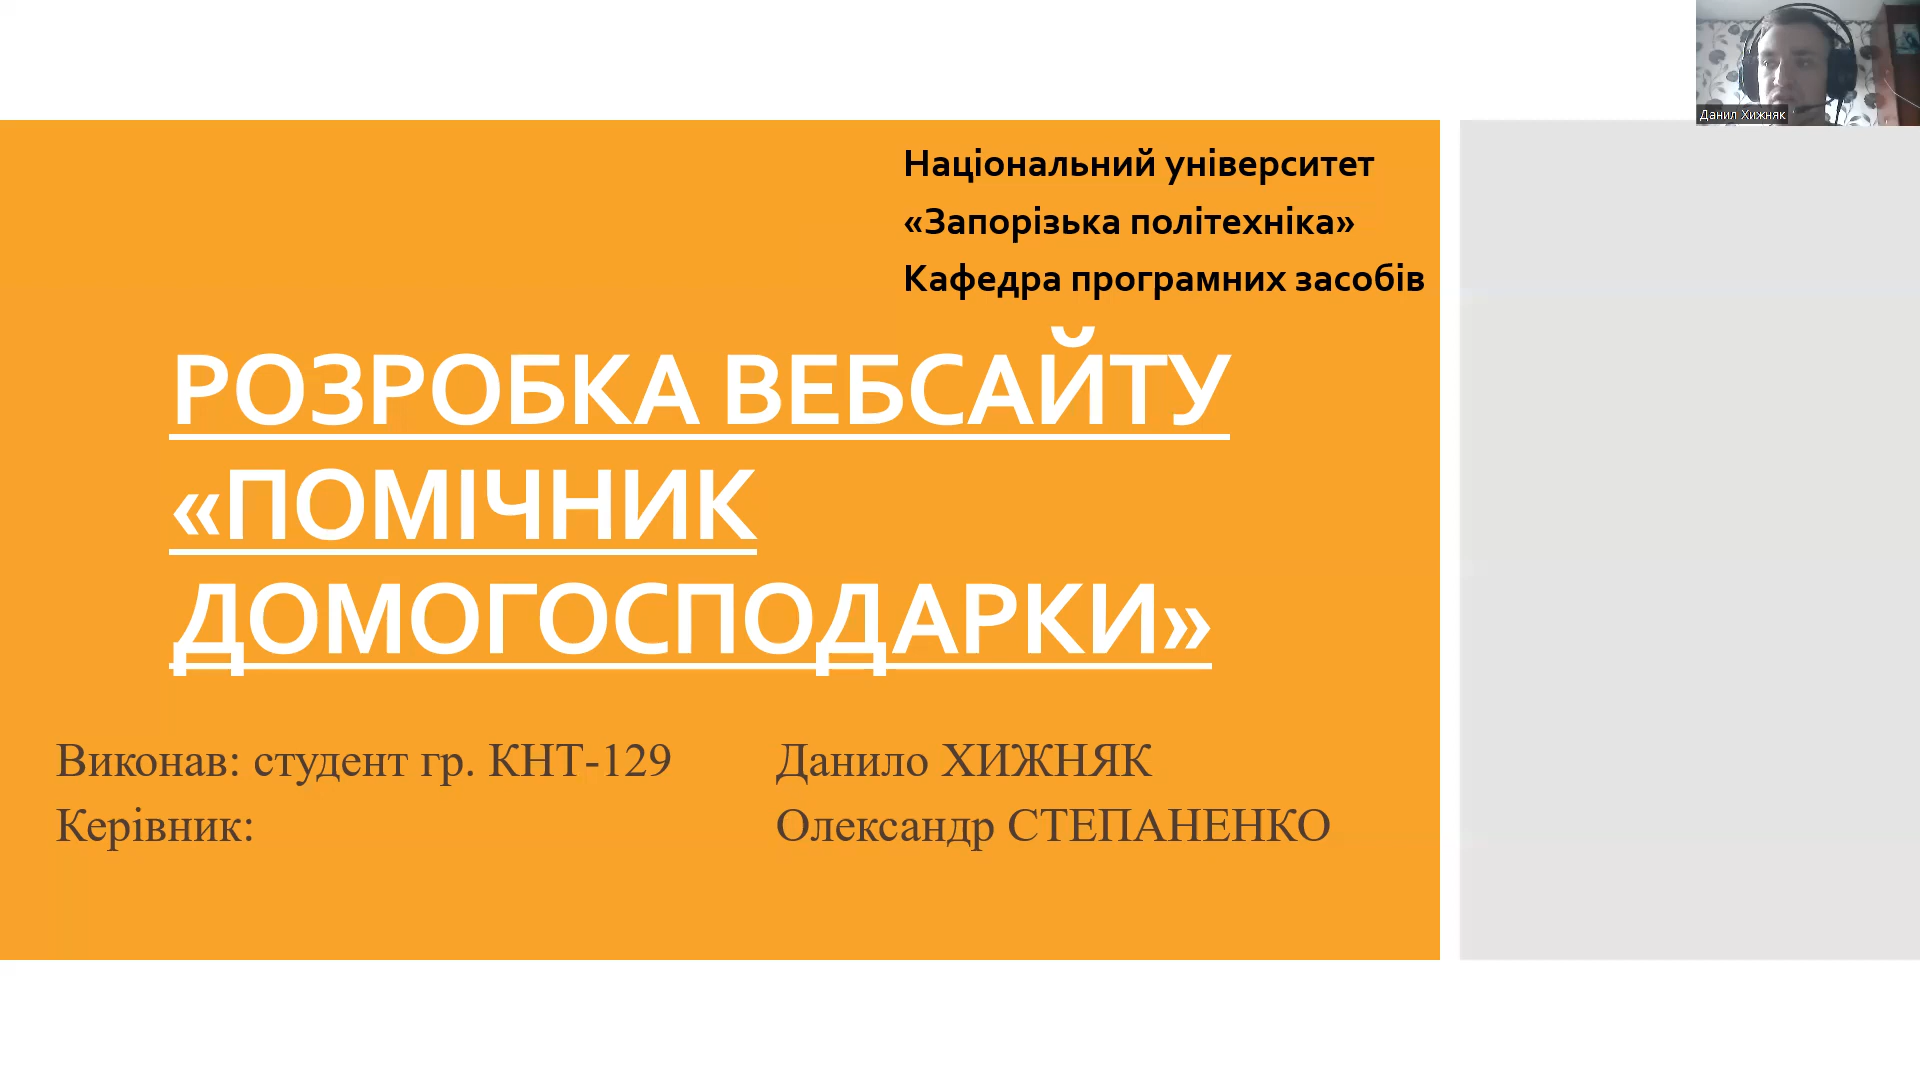 Данил Хижняк
Національний університет
«Запорізька політехніка»
Кафедра програмних засобів
РОЗРОБКА ВЕБСАЙТУ
«ПОМІЧНИК
ДОМОГОСПОДАРКИ»
Виконав: студент гр. КНТ-129 Данило ХИЖНЯК
Керівник: Олександр СТЕПАНЕНКО